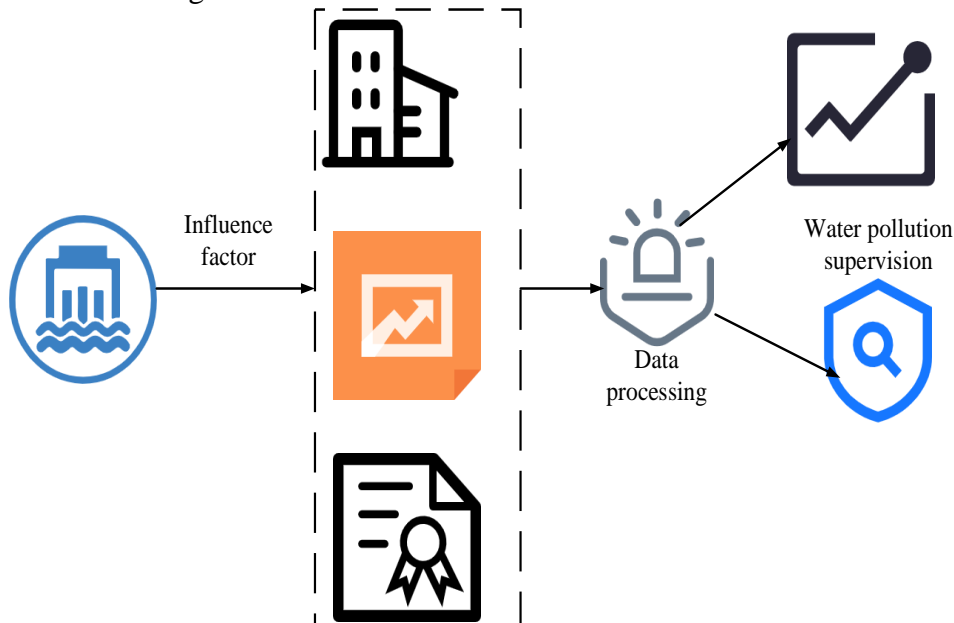 Influence
factor
Data
processing
Water pollution
supervision